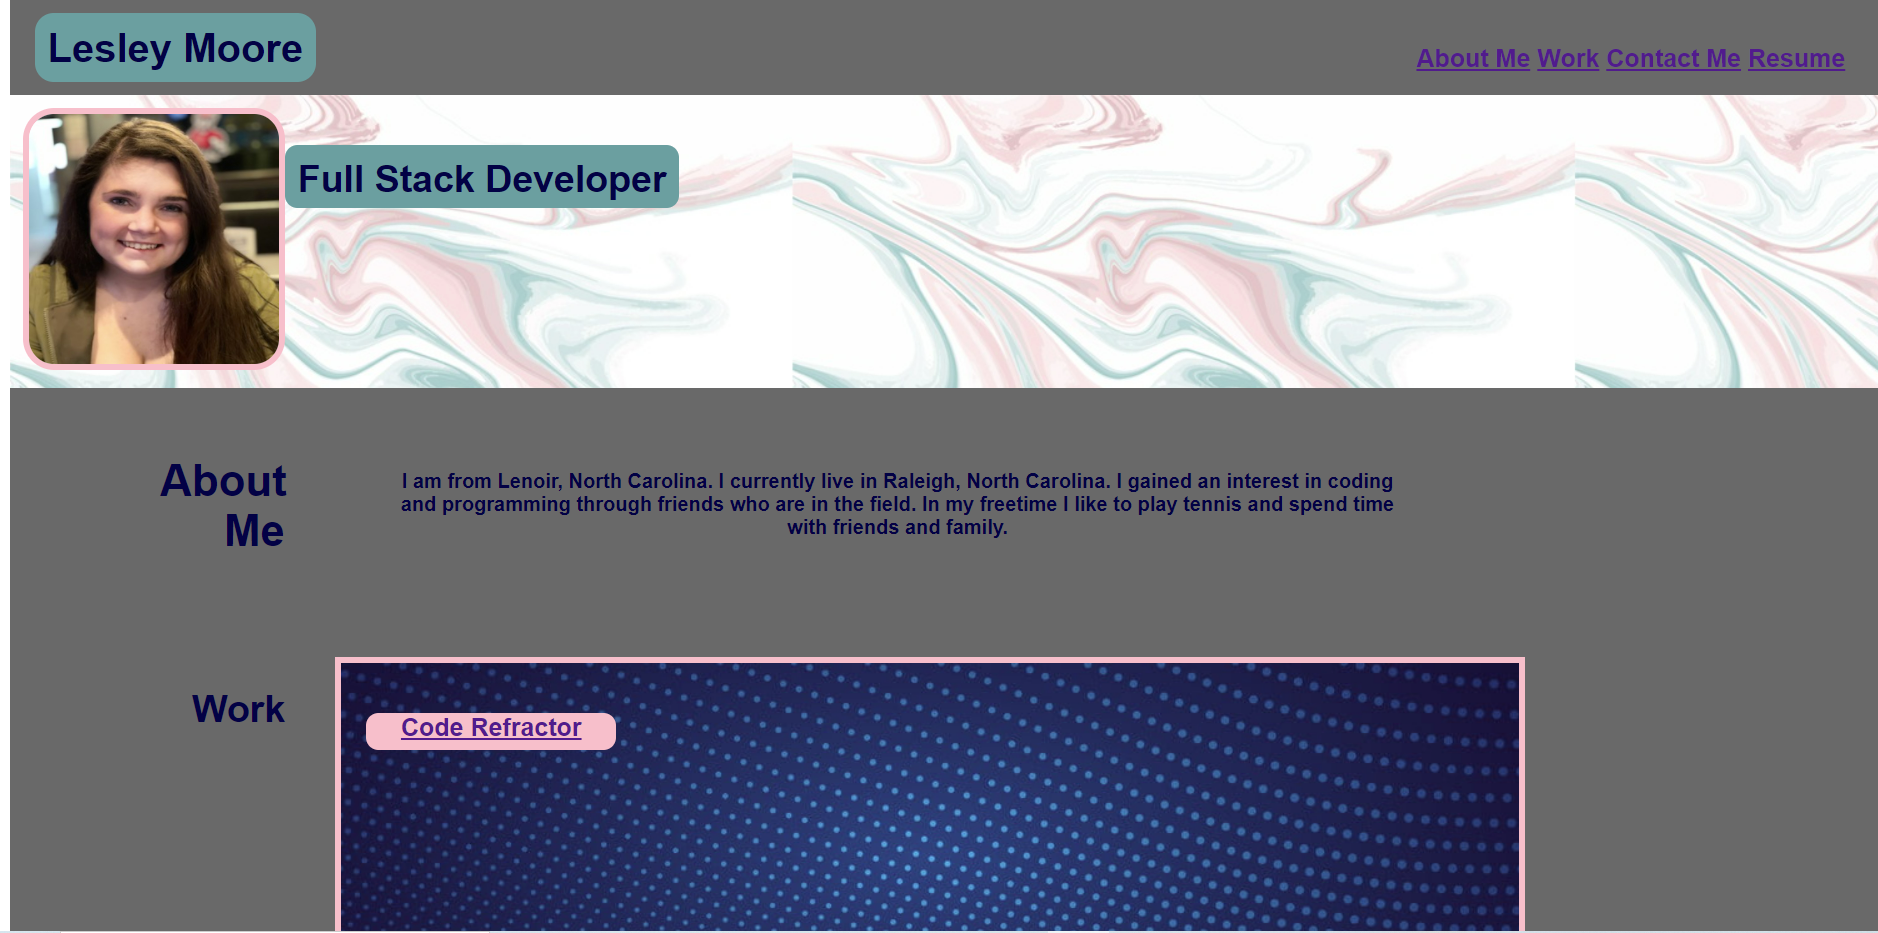 Lesley Moore
About Me Work Contact Me Resume
Full Stack Developer
About
Me
I am from Lenoir, North Carolina. I currently live in Raleigh, North Carolina. I gained an interest in coding
and programming through friends who are in the field. In my freetime I like to play tennis and spend time
with friends and family.
Work
Code Refractor